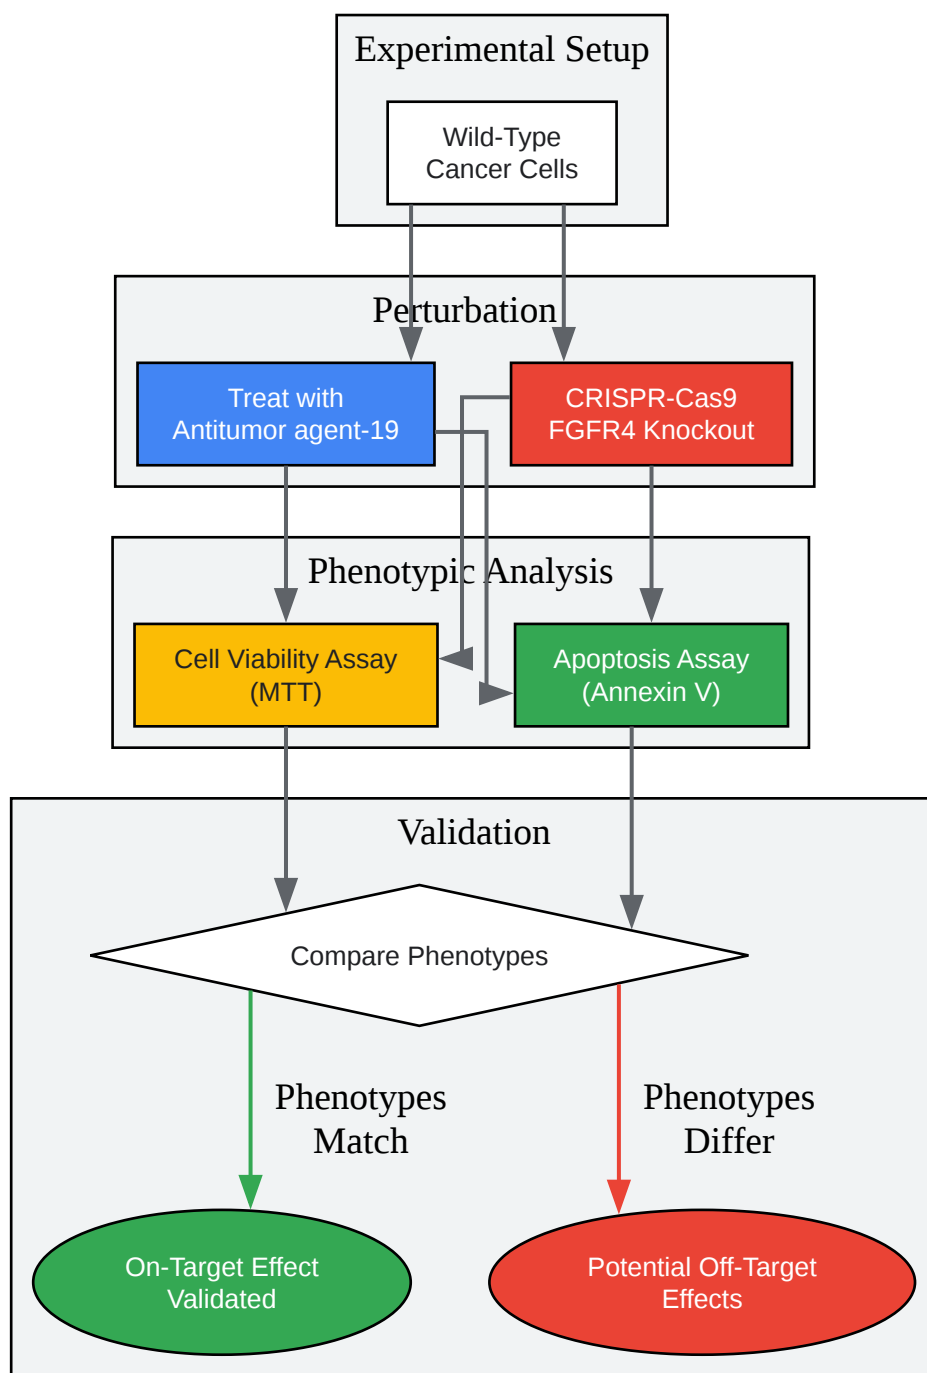 Experimental Setup
Wild-Type
Cancer Cells
Perturbation
Treat with
Antitumor agent-19
CRISPR-Cas9
FGFR4 Knockout
Phenotypic Analysis
Cell Viability Assay
(MTT)
Apoptosis Assay
(Annexin V)
Validation
Compare Phenotypes
Phenotypes
Match
Phenotypes
Differ
On-Target Effect
Validated
Potential Off-Target
Effects